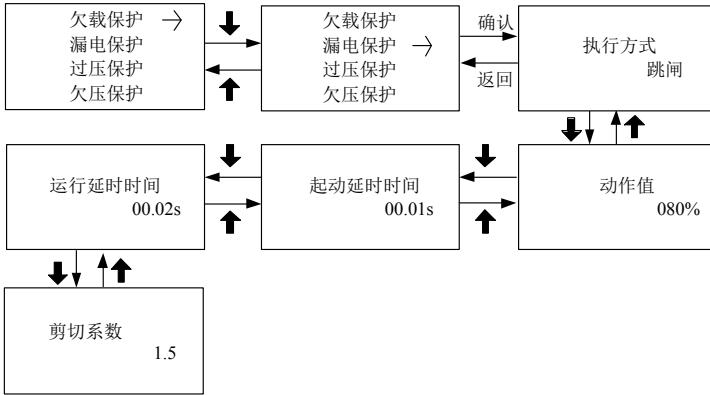 欠载保护 →
漏电保护
过压保护
欠压保护
欠载保护
漏电保护 →
过压保护
欠压保护
确认
返回
执行方式
跳闸
动作值
080%
起动延时时间
00.01s
运行延时时间
00.02s
剪切系数
1.5